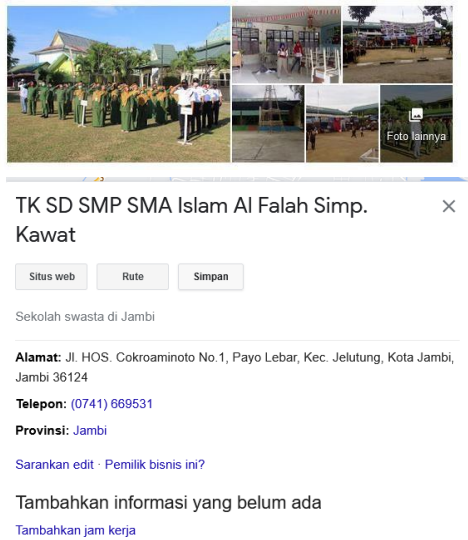 Foto lainnya
TK SD SMP SMA Islam Al Falah Simp.
Kawat
Situs web
Rute
Simpan
Sekolah swasta di Jambi
Alamat: Jl. HOS. Cokroaminoto No.1, Payo Lebar, Kec. Jelutung, Kota Jambi,
Jambi 36124
Telepon: (0741) 669531
Provinsi: Jambi
Sarankan edit · Pemilik bisnis ini?
Tambahkan informasi yang belum ada
Tambahkan jam kerja